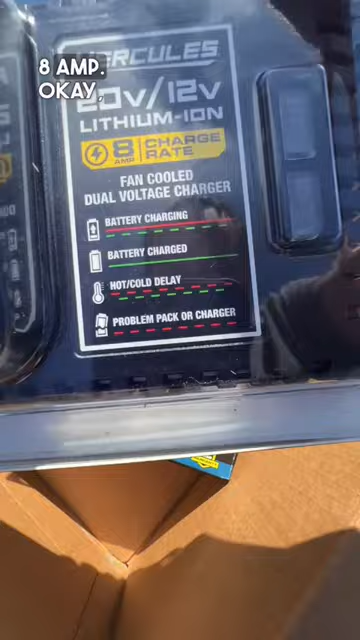 8 AMP.
OKAY,
HERCULES
20v/12v
LITHIUM-ION
8 AMP CHARGE RATE
FAN COOLED
DUAL VOLTAGE CHARGER
BATTERY CHARGING
BATTERY CHARGED
HOT/COLD DELAY
PROBLEM PACK OR CHARGER